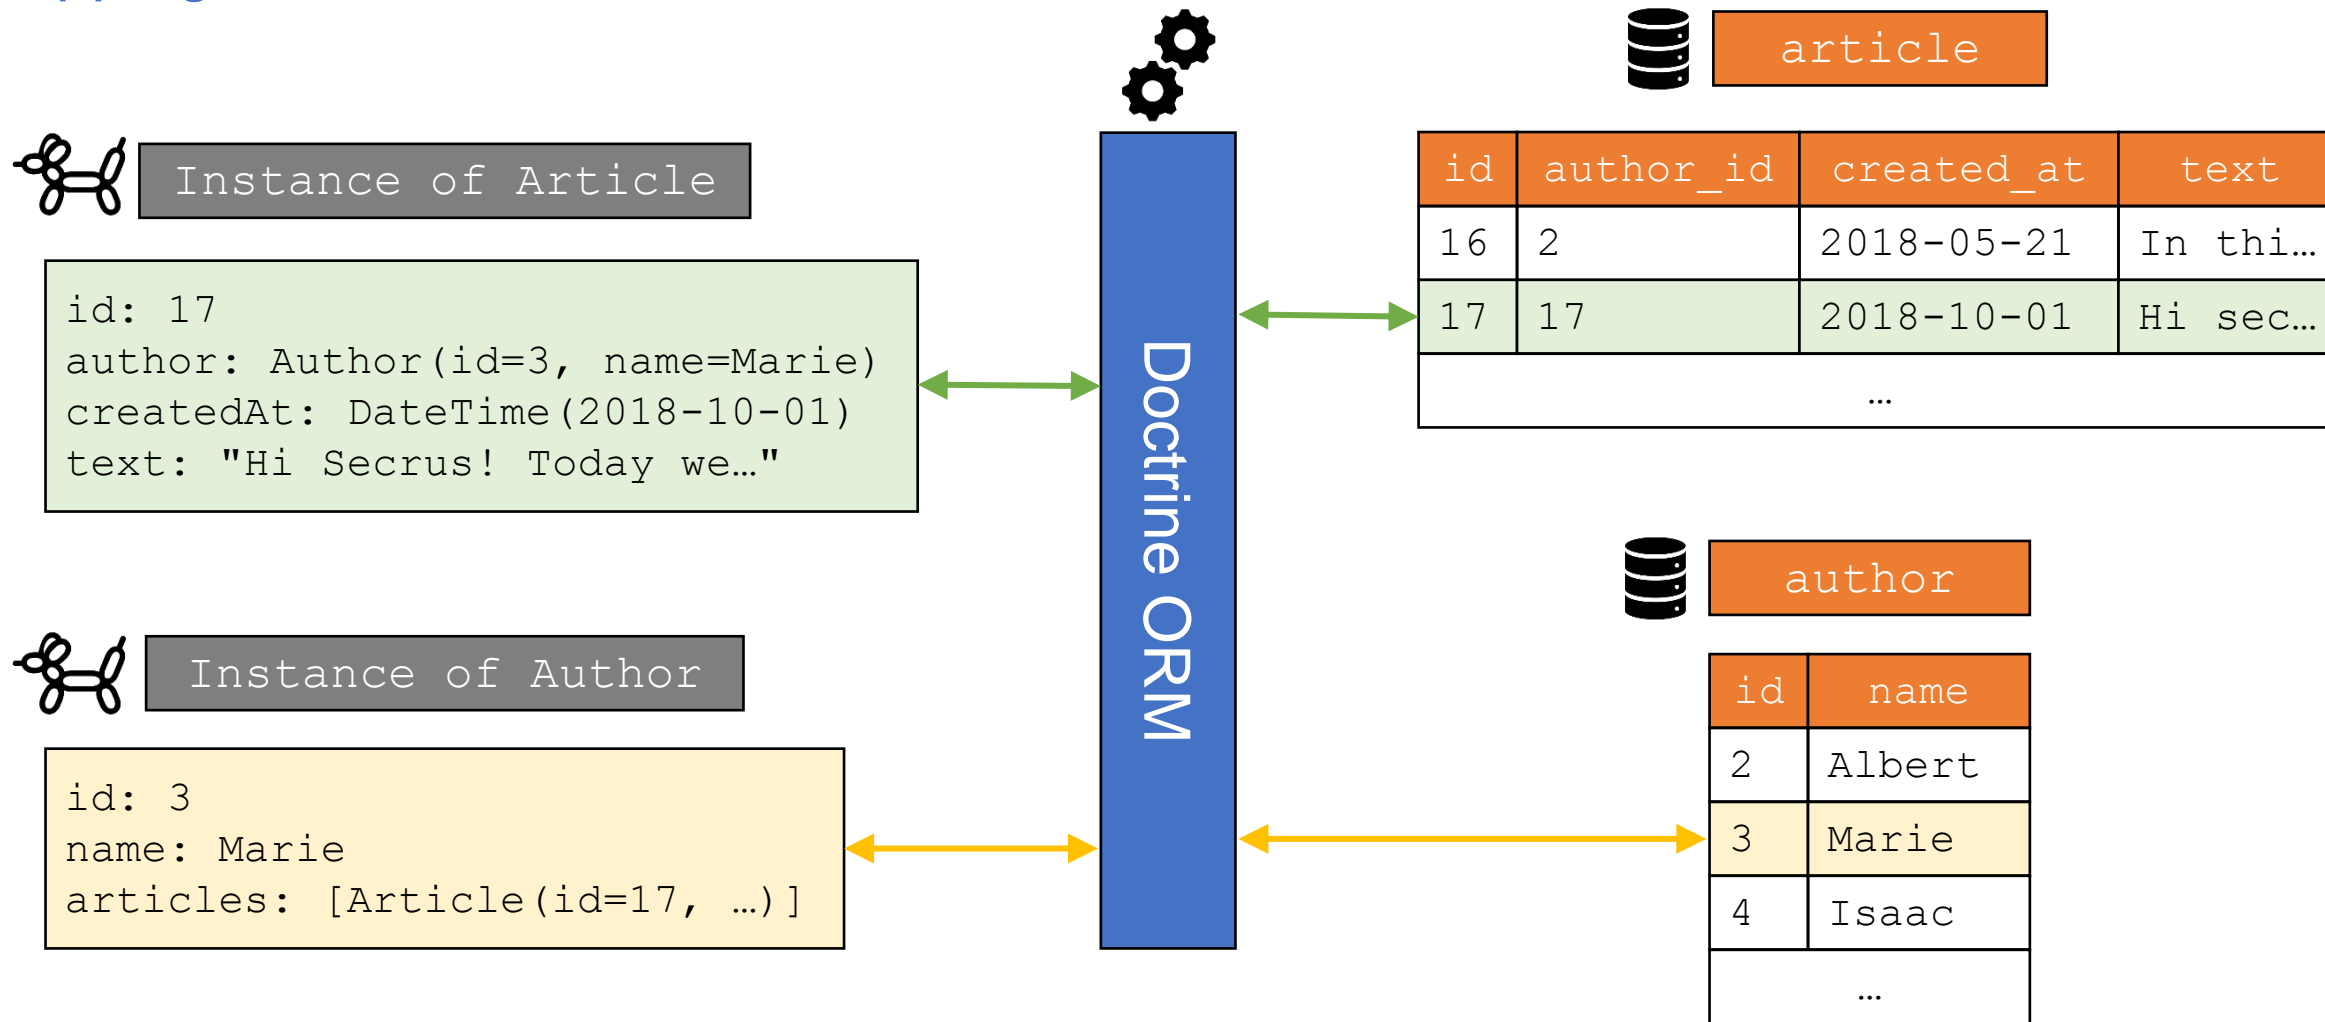 Instance of Article
id: 17
author: Author(id=3, name=Marie)
createdAt: DateTime(2018-10-01)
text: "Hi Secrus! Today we…"
Instance of Author
id: 3
name: Marie
articles: [Article(id=17, …)]
Doctrine ORM
article
id author_id created_at text
16 2 2018-05-21 In thi…
17 17 2018-10-01 Hi sec…
…
author
id name
2 Albert
3 Marie
4 Isaac
…